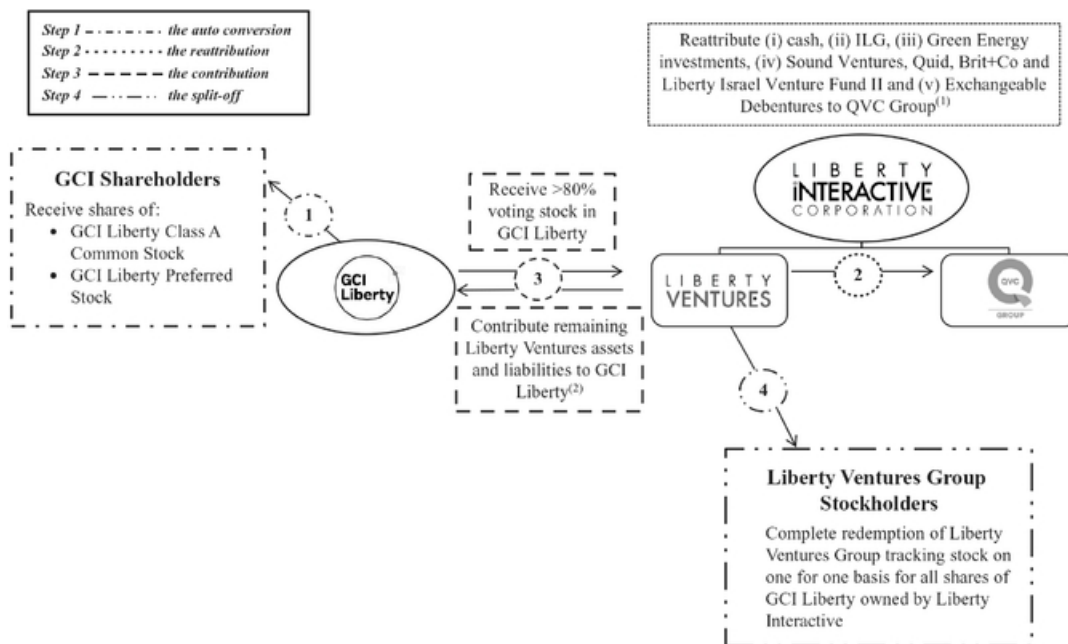 Step 1 the auto conversion
Step 2 the reattribution
Step 3 the contribution
Step 4 the split-off
Reattribute (i) cash, (ii) ILG, (iii) Green Energy
investments, (iv) Sound Ventures, Quid, Brit+Co and
Liberty Israel Venture Fund II and (v) Exchangeable
Debentures to QVC Group(1)
GCI Shareholders
Receive shares of:
• GCI Liberty Class A
Common Stock
• GCI Liberty Preferred
Stock
1
GCI
Liberty
Receive >80%
voting stock in
GCI Liberty
3
Contribute remaining
Liberty Ventures assets
and liabilities to GCI
Liberty(2)
LIBERTY
INTERACTIVE
CORPORATION
LIBERTY
VENTURES
2
QVC
GROUP
4
Liberty Ventures Group
Stockholders
Complete redemption of Liberty
Ventures Group tracking stock on
one for one basis for all shares of
GCI Liberty owned by Liberty
Interactive